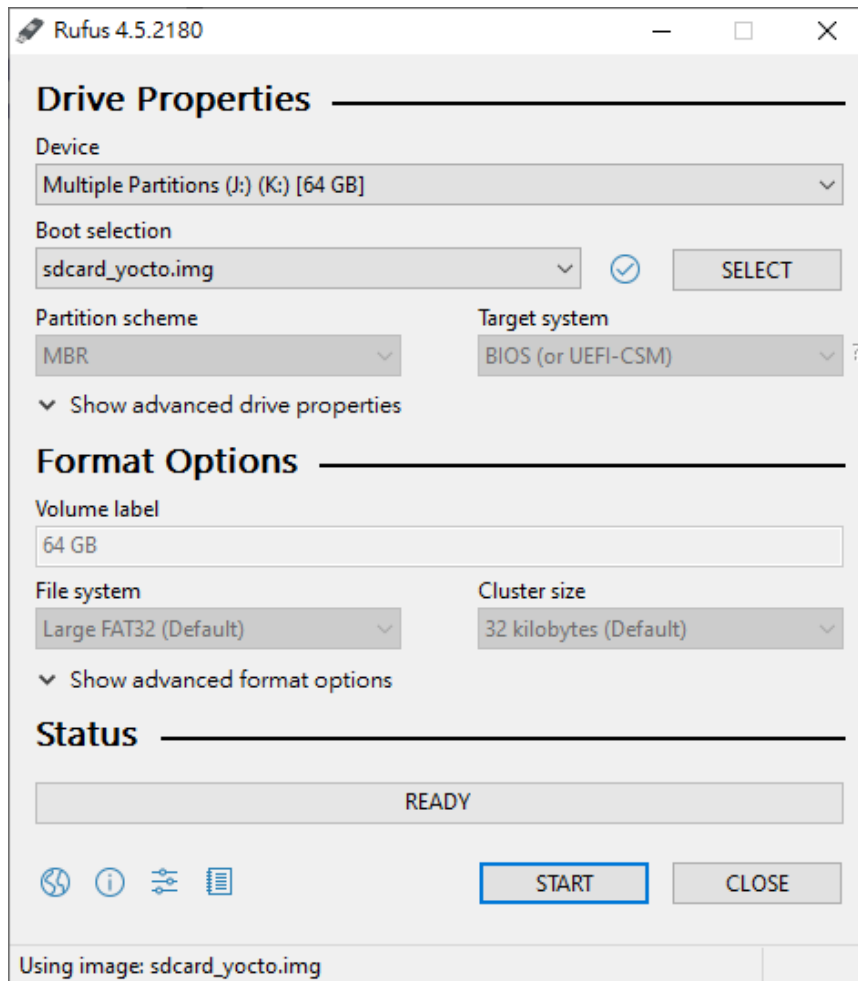 Rufus 4.5.2180
Drive Properties
Device
Multiple Partitions (J:) (K:) [64 GB]
Boot selection
sdcard_yocto.img
SELECT
Partition scheme
Target system
MBR
BIOS (or UEFI-CSM)
?
Show advanced drive properties
Format Options
Volume label
64 GB
File system
Cluster size
Large FAT32 (Default)
32 kilobytes (Default)
Show advanced format options
Status
READY
START
CLOSE
Using image: sdcard_yocto.img